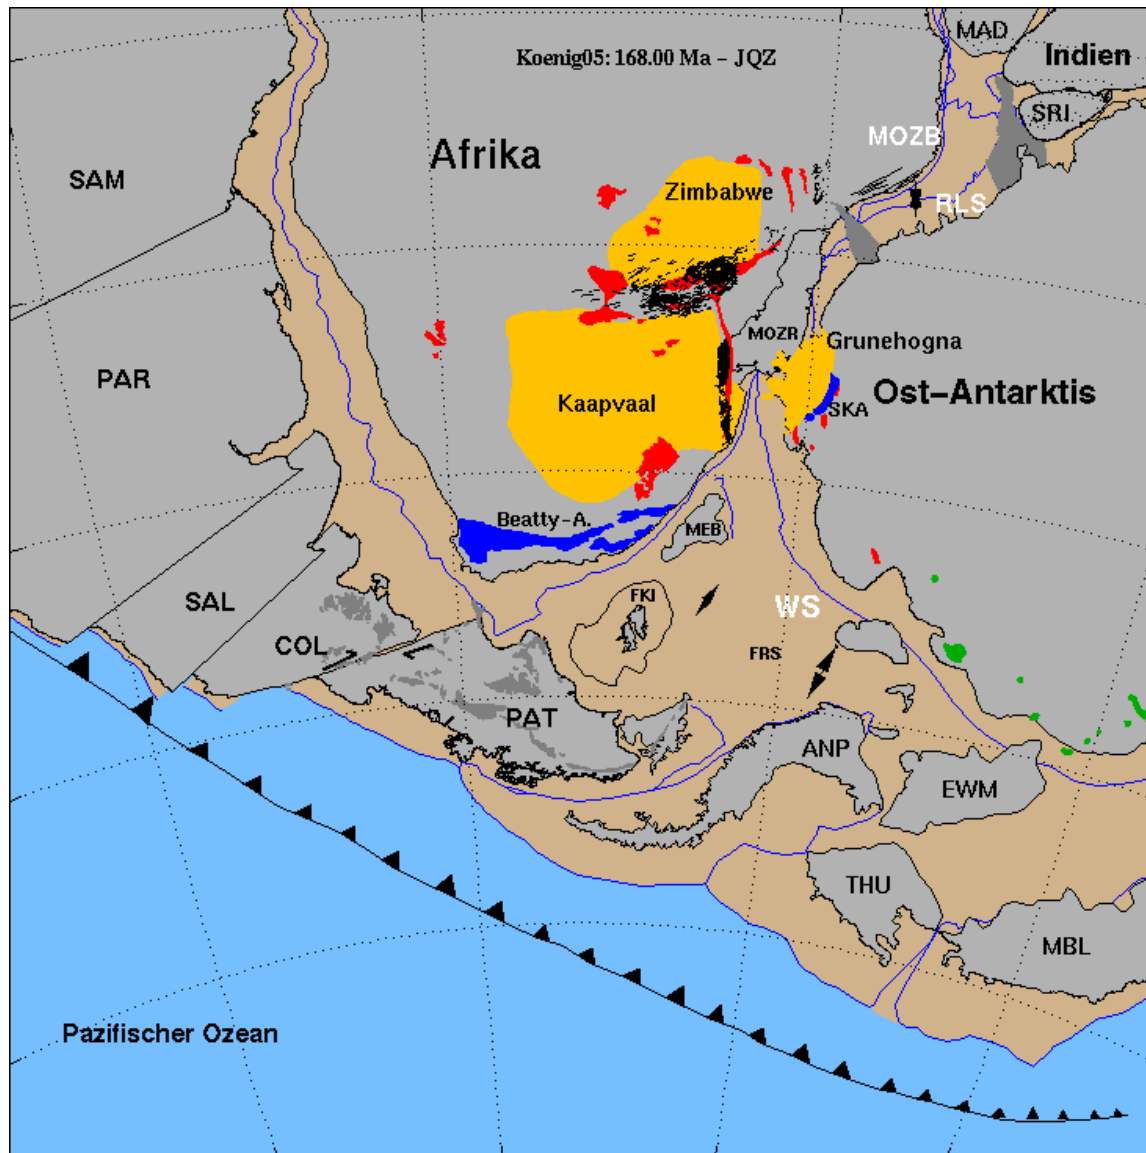 MAD
Indien
Koenig05: 168.00 Ma – JQZ
SRI
MOZB
Afrika
SAM
Zimbabwe
RLS
MOZR
Grunehogna
PAR
Ost–Antarktis
Kaapvaal
SKA
Beatty–A.
MEB
SAL
FKI
WS
COL
FRS
PAT
ANP
EWM
THU
MBL
Pazifischer Ozean